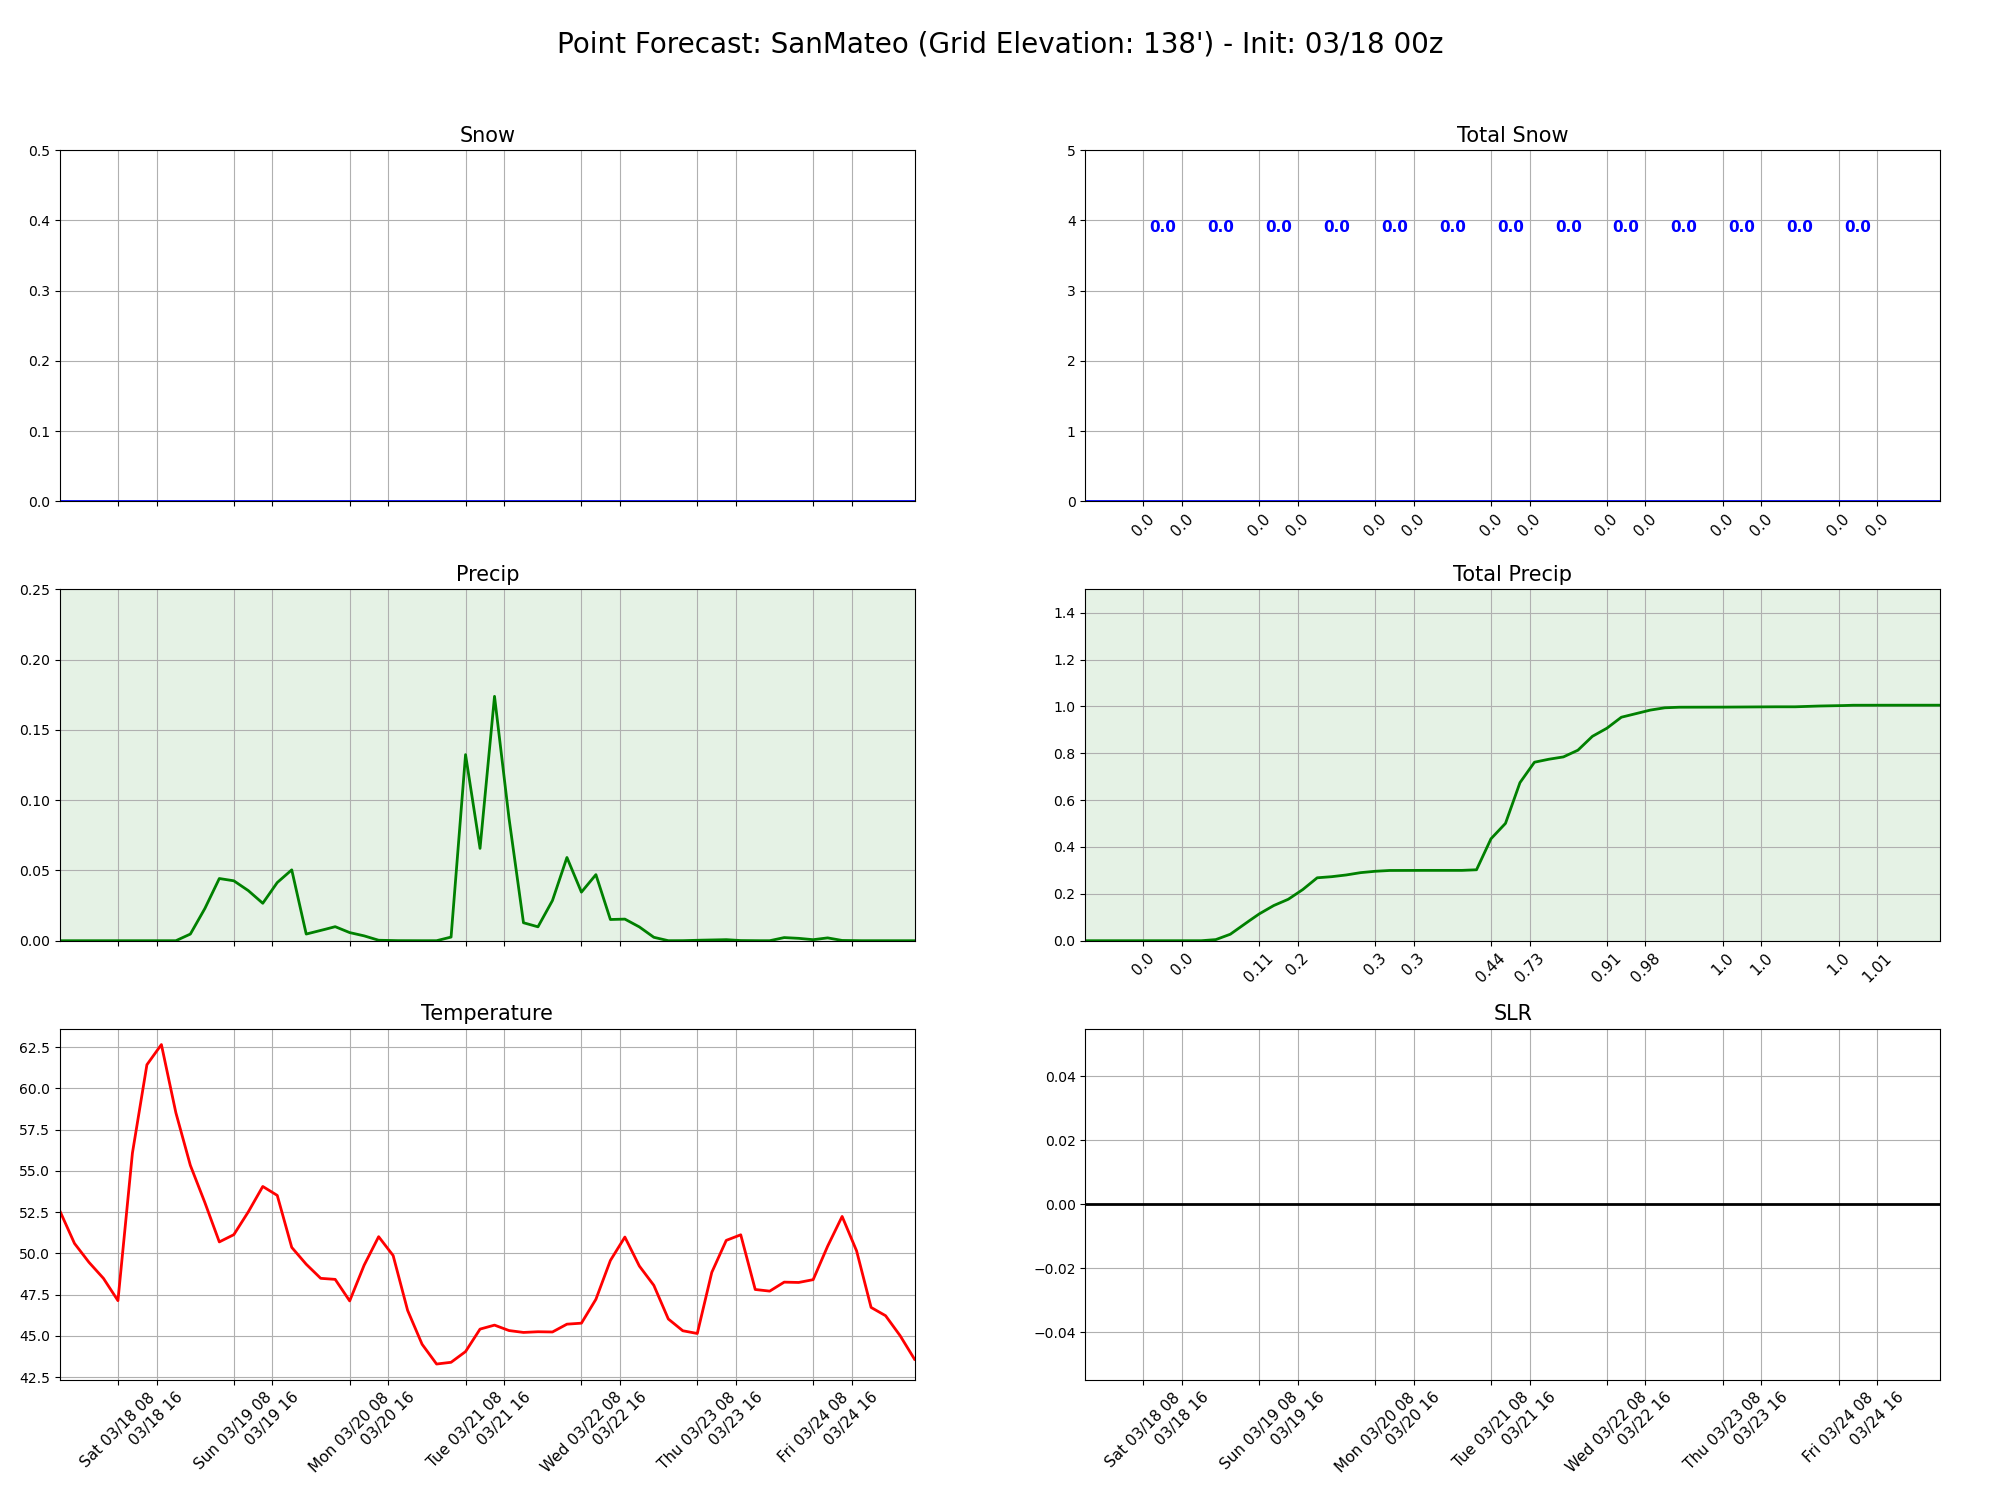 Point Forecast: SanMateo (Grid Elevation: 138') - Init: 03/18 00z
Snow
0.5
0.4
0.3
0.2
0.1
0.0
Total Snow
5
4
3
2
1
0
0.0 0.0 0.0 0.0 0.0 0.0 0.0 0.0 0.0 0.0 0.0 0.0 0.0
0.0 0.0 0.0 0.0 0.0 0.0 0.0 0.0 0.0 0.0 0.0 0.0 0.0 0.0
Precip
0.25
0.20
0.15
0.10
0.05
0.00
Total Precip
1.4
1.2
1.0
0.8
0.6
0.4
0.2
0.0
0.0 0.0 0.11 0.2 0.3 0.3 0.44 0.73 0.91 0.98 1.0 1.0 1.0 1.01
Temperature
62.5
60.0
57.5
55.0
52.5
50.0
47.5
45.0
42.5
Sat 03/18 08
03/18 16
Sun 03/19 08
03/19 16
Mon 03/20 08
03/20 16
Tue 03/21 08
03/21 16
Wed 03/22 08
03/22 16
Thu 03/23 08
03/23 16
Fri 03/24 08
03/24 16
SLR
0.04
0.02
0.00
−0.02
−0.04
Sat 03/18 08
03/18 16
Sun 03/19 08
03/19 16
Mon 03/20 08
03/20 16
Tue 03/21 08
03/21 16
Wed 03/22 08
03/22 16
Thu 03/23 08
03/23 16
Fri 03/24 08
03/24 16